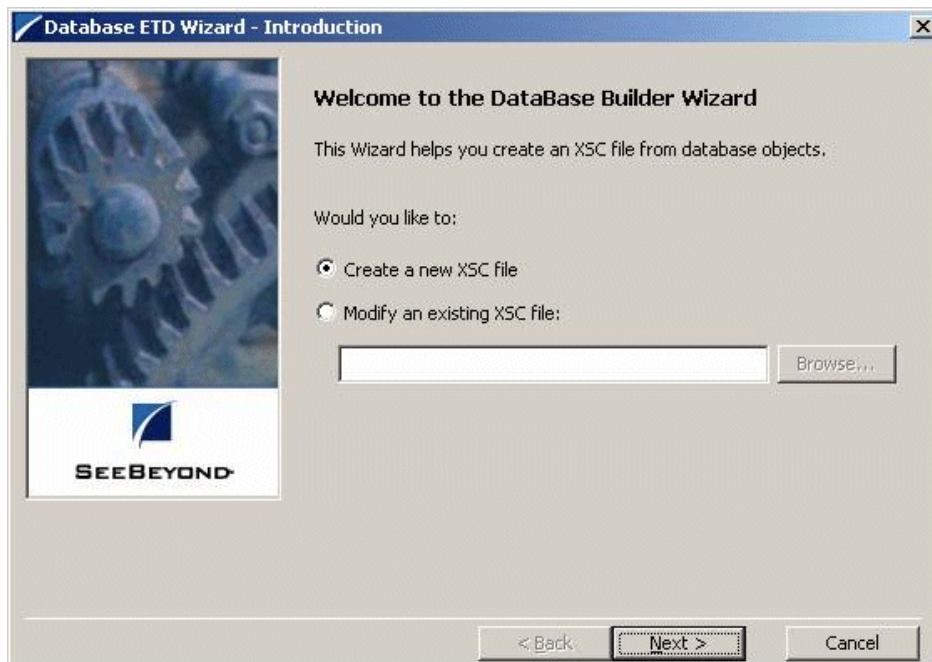 Database ETD Wizard - Introduction
Welcome to the DataBase Builder Wizard
This Wizard helps you create an XSC file from database objects.
Would you like to:
Create a new XSC file
Modify an existing XSC file:
Browse...
SEEBEYOND
< Back
Next >
Cancel